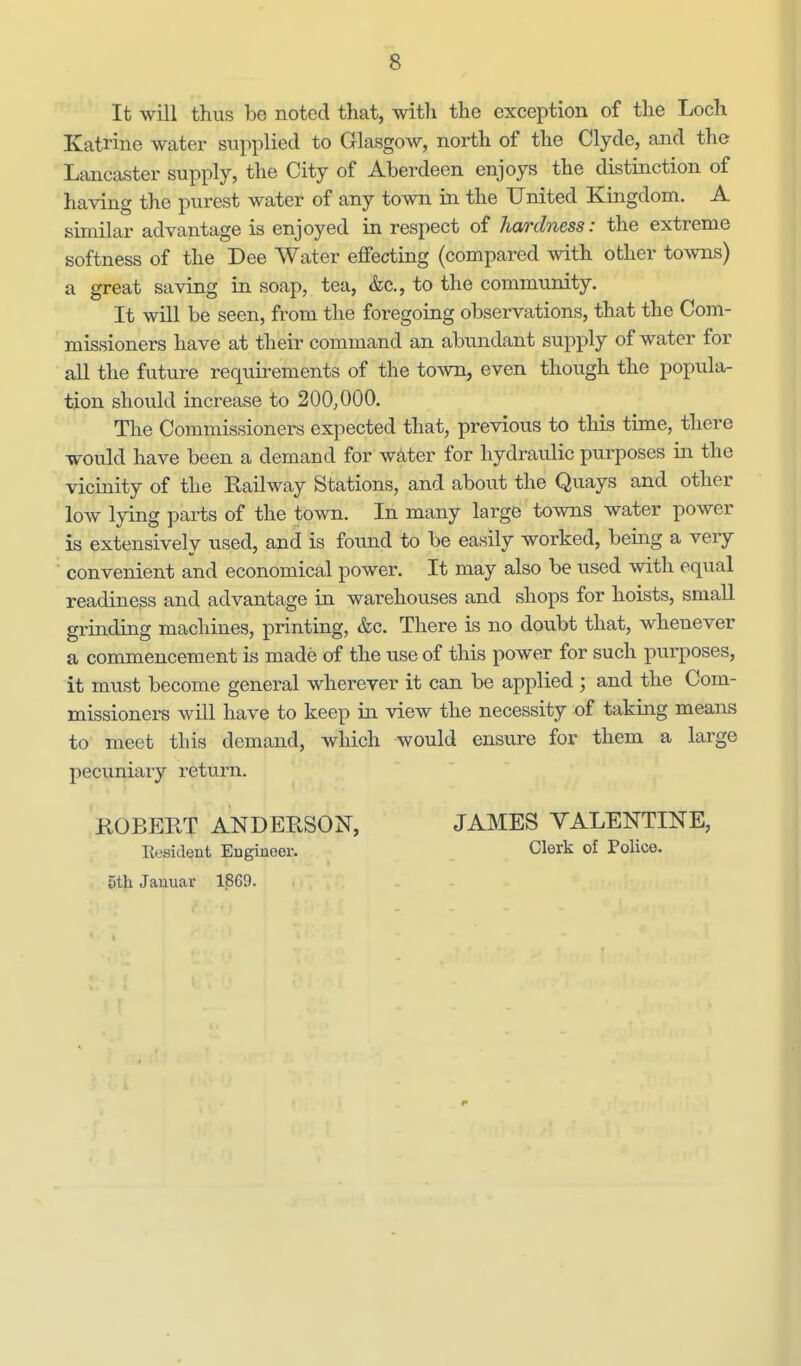 8
It will thus be noted that, with the exception of the Loch
Katrine water supplied to Glasgow, north of the Clyde, and the
Lancaster supply, the City of Aberdeen enjoys the distinction of
having the purest water of any town in the United Kingdom. A
similar advantage is enjoyed in respect of hardness: the extreme
softness of the Dee Water effecting (compared with other towns)
a great saving in soap, tea, &c., to the community.
It will be seen, from the foregoing observations, that the Com-
missioners have at their command an abundant supply of water for
all the future requirements of the town, even though the popula-
tion should increase to 200,000.
The Commissioners expected that, previous to this time, there
would have been a demand for water for hydraulic purposes in the
vicinity of the Railway Stations, and about the Quays and other
low lying parts of the town. In many large towns water power
is extensively used, and is found to be easily worked, being a very
convenient and economical power. It may also be used with equal
readiness and advantage in warehouses and shops for hoists, small
grinding machines, printing, &c. There is no doubt that, whenever
a commencement is made of the use of this power for such purposes,
it must become general wherever it can be applied ; and the Com-
missioners will have to keep in view the necessity of taking means
to meet this demand, which would ensure for them a large
pecuniary return.
ROBERT ANDERSON, JAMES VALENTINE,
Resident Engineer. Clerk of Police.
5th Januar 1869.